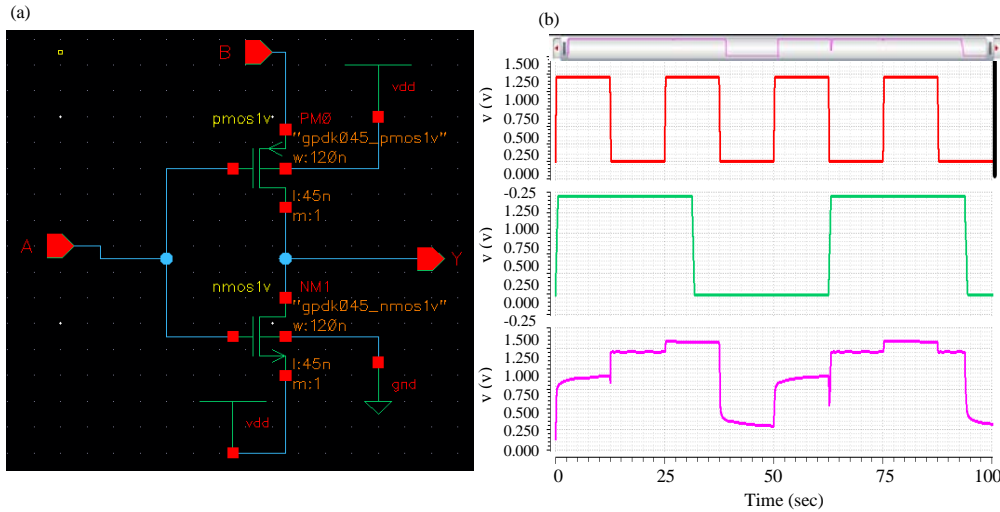 (a)
B
vdd
pmos1v
PM0
"gpdk045_pmos1v"
w:120n
l:45n
m:1
A
Y
nmos1v
NM1
"gpdk045_nmos1v"
w:120n
l:45n
m:1
gnd
vdd
(b)
1.500
1.250
1.000
0.750
0.500
0.250
0.000
v (v)
-0.25
1.25
1.000
0.750
0.500
0.250
0.000
-0.25
v (v)
1.500
1.250
1.000
0.750
0.500
0.250
0.000
v (v)
0 25 50 75 100
Time (sec)